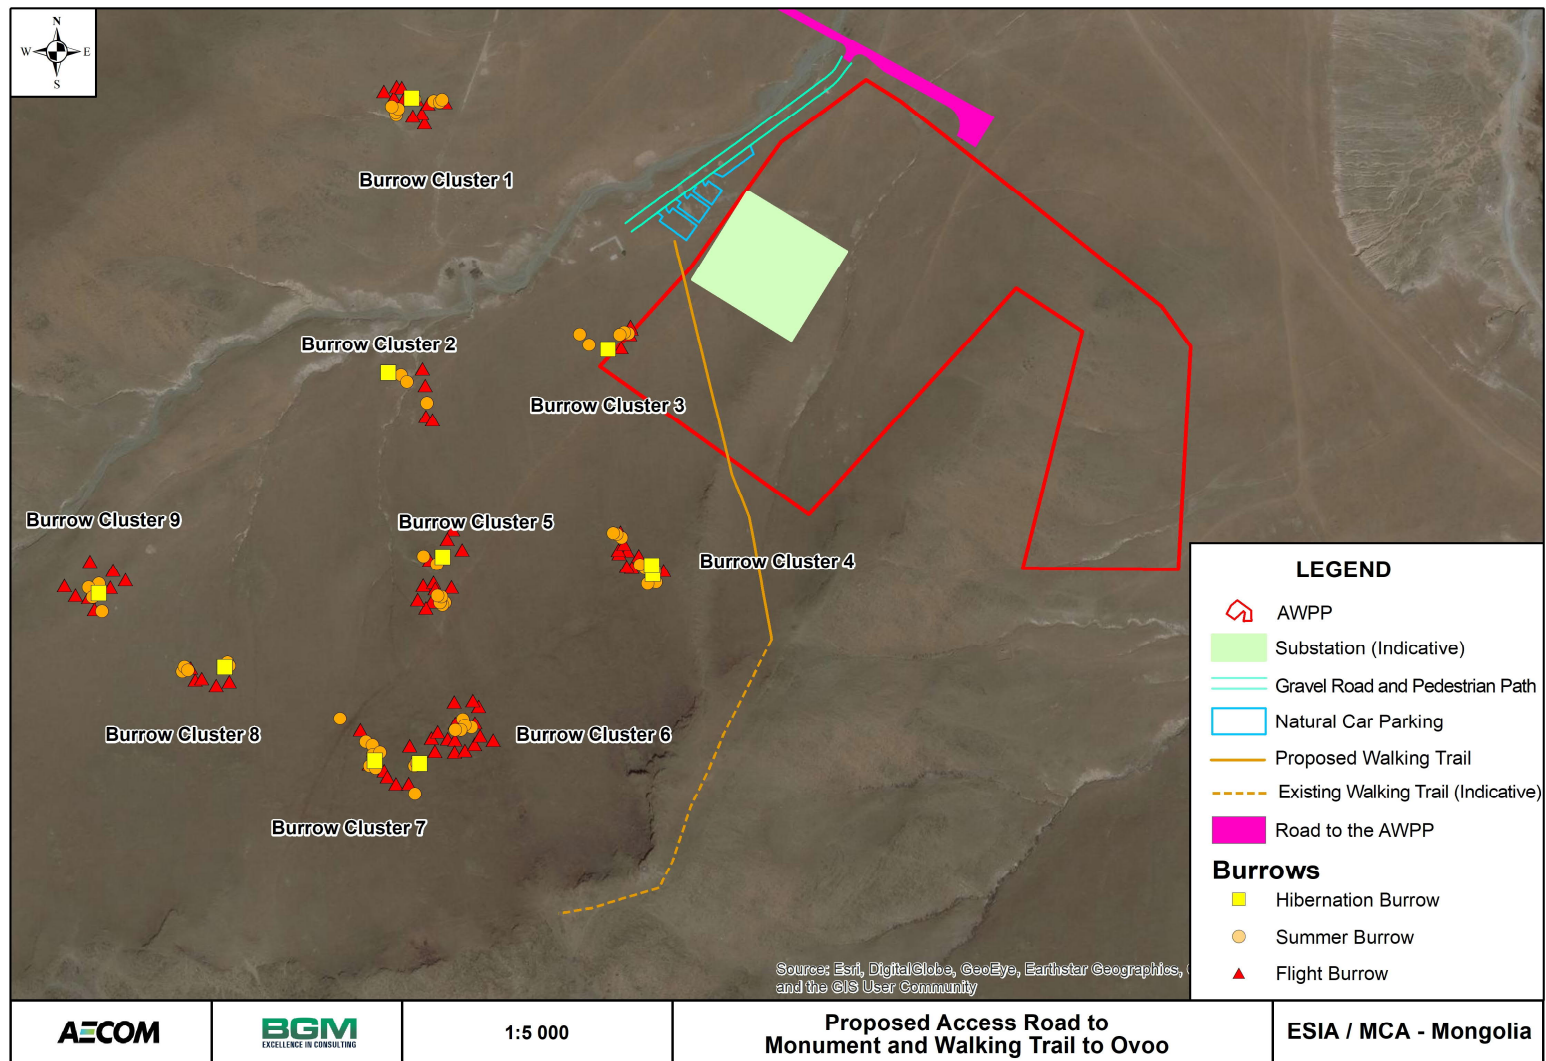 N
W E
S
Burrow Cluster 1
Burrow Cluster 2
Burrow Cluster 3
Burrow Cluster 9
Burrow Cluster 5
Burrow Cluster 4
Burrow Cluster 8
Burrow Cluster 6
Burrow Cluster 7
LEGEND
AWPP
Substation (Indicative)
Gravel Road and Pedestrian Path
Natural Car Parking
Proposed Walking Trail
Existing Walking Trail (Indicative)
Road to the AWPP
Burrows
Hibernation Burrow
Summer Burrow
Flight Burrow
Source: Esri, DigitalGlobe, GeoEye, Earthstar Geographics,
and the GIS User Community
AECOM
BGM
EXCELLENCE IN CONSULTING
1:5 000
Proposed Access Road to
Monument and Walking Trail to Ovoo
ESIA / MCA - Mongolia